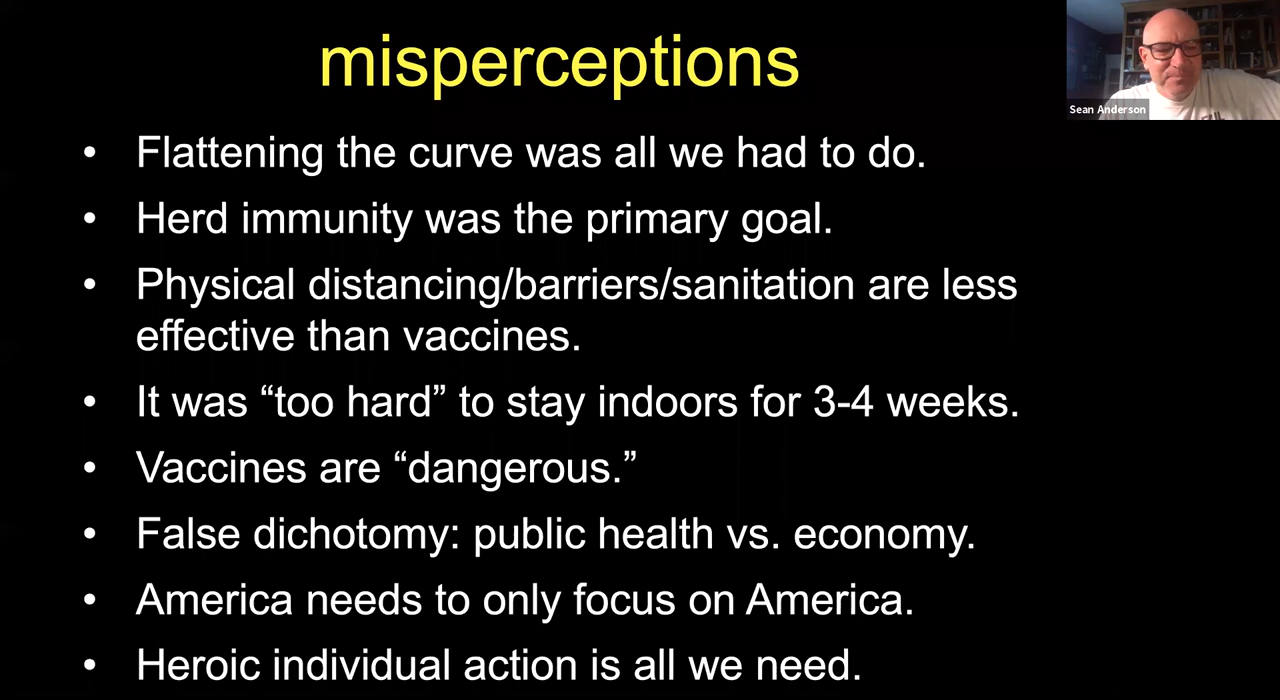 misperceptions
Sean Anderson
• Flattening the curve was all we had to do.
• Herd immunity was the primary goal.
• Physical distancing/barriers/sanitation are less
effective than vaccines.
• It was “too hard” to stay indoors for 3-4 weeks.
• Vaccines are “dangerous.”
• False dichotomy: public health vs. economy.
• America needs to only focus on America.
• Heroic individual action is all we need.